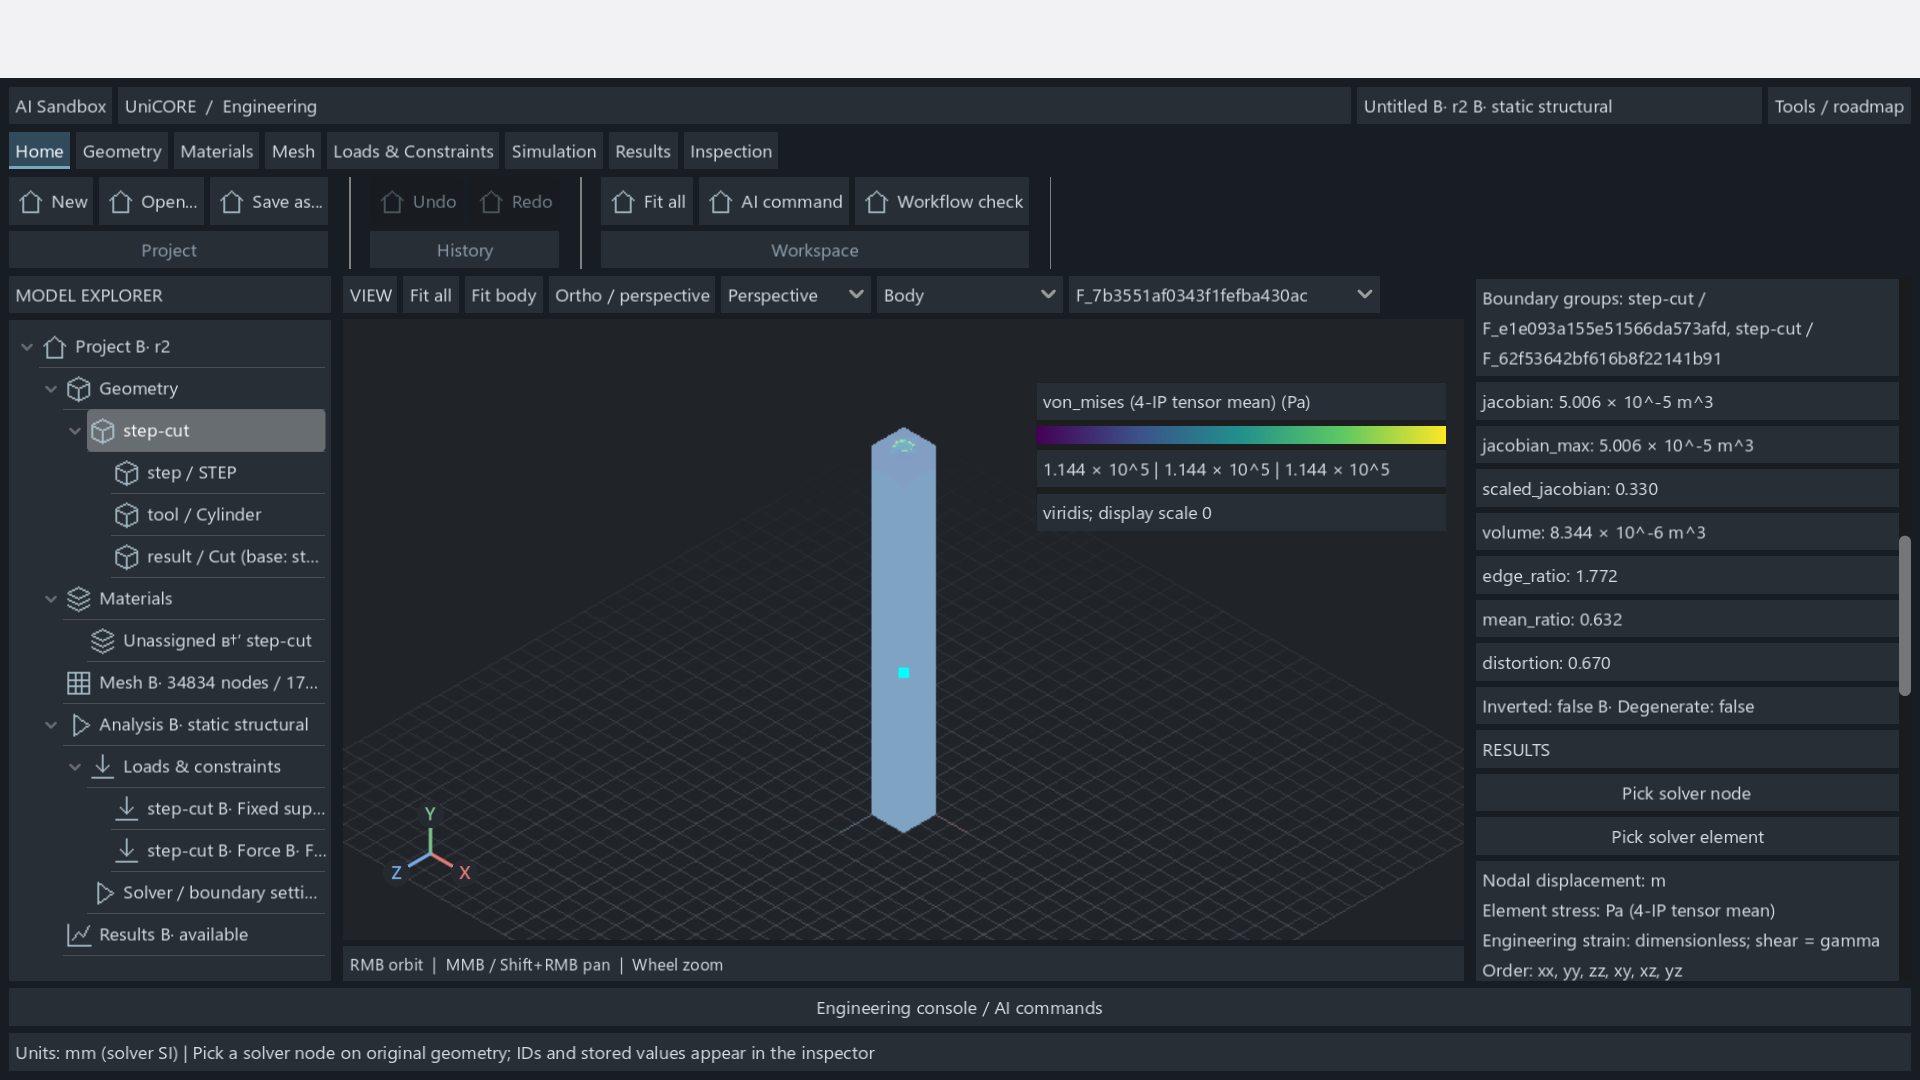 AI Sandbox
UniCORE / Engineering
Untitled В· r2 В· static structural
Tools / roadmap
Home
Geometry
Materials
Mesh
Loads & Constraints
Simulation
Results
Inspection
New
Open...
Save as...
Undo
Redo
Fit all
AI command
Workflow check
Project
History
Workspace
MODEL EXPLORER
VIEW
Fit all
Fit body
Ortho / perspective
Perspective
Body
F_7b3551af0343f1fefba430ac
Project В· r2
Geometry
step-cut
step / STEP
tool / Cylinder
result / Cut (base: st...
Materials
Unassigned в†' step-cut
Mesh В· 34834 nodes / 17...
Analysis В· static structural
Loads & constraints
step-cut В· Fixed sup...
step-cut В· Force В· F...
Solver / boundary setti...
Results В· available
von_mises (4-IP tensor mean) (Pa)
1.144 × 10^5 | 1.144 × 10^5 | 1.144 × 10^5
viridis; display scale 0
Y
Z
X
RMB orbit | MMB / Shift+RMB pan | Wheel zoom
Boundary groups: step-cut /
F_e1e093a155e51566da573afd, step-cut /
F_62f53642bf616b8f22141b91
jacobian: 5.006 × 10^-5 m^3
jacobian_max: 5.006 × 10^-5 m^3
scaled_jacobian: 0.330
volume: 8.344 × 10^-6 m^3
edge_ratio: 1.772
mean_ratio: 0.632
distortion: 0.670
Inverted: false В· Degenerate: false
RESULTS
Pick solver node
Pick solver element
Nodal displacement: m
Element stress: Pa (4-IP tensor mean)
Engineering strain: dimensionless; shear = gamma
Order: xx, yy, zz, xy, xz, yz
Engineering console / AI commands
Units: mm (solver SI) | Pick a solver node on original geometry; IDs and stored values appear in the inspector